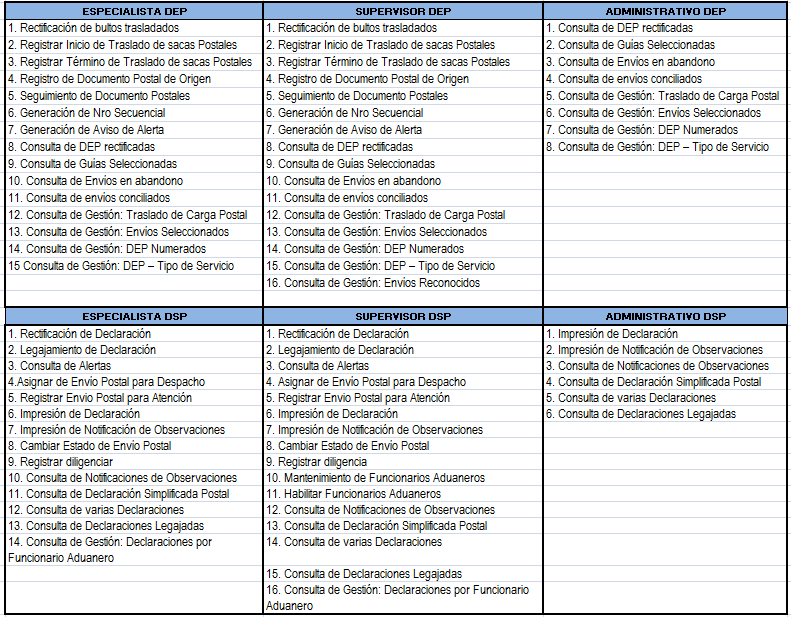 ESPECIALISTA DEP
1. Rectificación de bultos trasladados
2. Registrar Inicio de Traslado de sacas Postales
3. Registrar Término de Traslado de sacas Postales
4. Registro de Documento Postal de Origen
5. Seguimiento de Documento Postales
6. Generación de Nro Secuencial
7. Generación de Aviso de Alerta
8. Consulta de DEP rectificadas
9. Consulta de Guías Seleccionadas
10. Consulta de Envíos en abandono
11. Consulta de envios conciliados
12. Consulta de Gestión: Traslado de Carga Postal
13. Consulta de Gestión: Envíos Seleccionados
14. Consulta de Gestión: DEP Numerados
15 Consulta de Gestión: DEP – Tipo de Servicio
SUPERVISOR DEP
1. Rectificación de bultos trasladados
2. Registrar Inicio de Traslado de sacas Postales
3. Registrar Término de Traslado de sacas Postales
4. Registro de Documento Postal de Origen
5. Seguimiento de Documento Postales
6. Generación de Nro Secuencial
7. Generación de Aviso de Alerta
8. Consulta de DEP rectificadas
9. Consulta de Guías Seleccionadas
10. Consulta de Envíos en abandono
11. Consulta de envios conciliados
12. Consulta de Gestión: Traslado de Carga Postal
13. Consulta de Gestión: Envíos Seleccionados
14. Consulta de Gestión: DEP Numerados
15. Consulta de Gestión: DEP – Tipo de Servicio
16. Consulta de Gestión: Envíos Reconocidos
ADMINISTRATIVO DEP
1. Consulta de DEP rectificadas
2. Consulta de Guías Seleccionadas
3. Consulta de Envíos en abandono
4. Consulta de envios conciliados
5. Consulta de Gestión: Traslado de Carga Postal
6. Consulta de Gestión: Envíos Seleccionados
7. Consulta de Gestión: DEP Numerados
8. Consulta de Gestión: DEP – Tipo de Servicio
ESPECIALISTA DSP
1. Rectificación de Declaración
2. Legajamiento de Declaración
3. Consulta de Alertas
4.Asignar de Envío Postal para Despacho
5. Registrar Envio Postal para Atención
6. Impresión de Declaración
7. Impresión de Notificación de Observaciones
8. Cambiar Estado de Envío Postal
9. Registrar diligenciar
10. Consulta de Notificaciones de Observaciones
11. Consulta de Declaración Simplificada Postal
12. Consulta de varias Declaraciones
13. Consulta de Declaraciones Legajadas
14. Consulta de Gestión: Declaraciones por
Funcionario Aduanero
SUPERVISOR DSP
1. Rectificación de Declaración
2. Legajamiento de Declaración
3. Consulta de Alertas
4. Asignar de Envío Postal para Despacho
5. Registrar Envio Postal para Atención
6. Impresión de Declaración
7. Impresión de Notificación de Observaciones
8. Cambiar Estado de Envío Postal
9. Registrar diligencia
10. Mantenimiento de Funcionarios Aduaneros
11. Habilitar Funcionarios Aduaneros
12. Consulta de Notificaciones de Observaciones
13. Consulta de Declaración Simplificada Postal
14. Consulta de varias Declaraciones
15. Consulta de Declaraciones Legajadas
16. Consulta de Gestión: Declaraciones por Funcionario
Aduanero
ADMINISTRATIVO DSP
1. Impresión de Declaración
2. Impresión de Notificación de Observaciones
3. Consulta de Notificaciones de Observaciones
4. Consulta de Declaración Simplificada Postal
5. Consulta de varias Declaraciones
6. Consulta de Declaraciones Legajadas